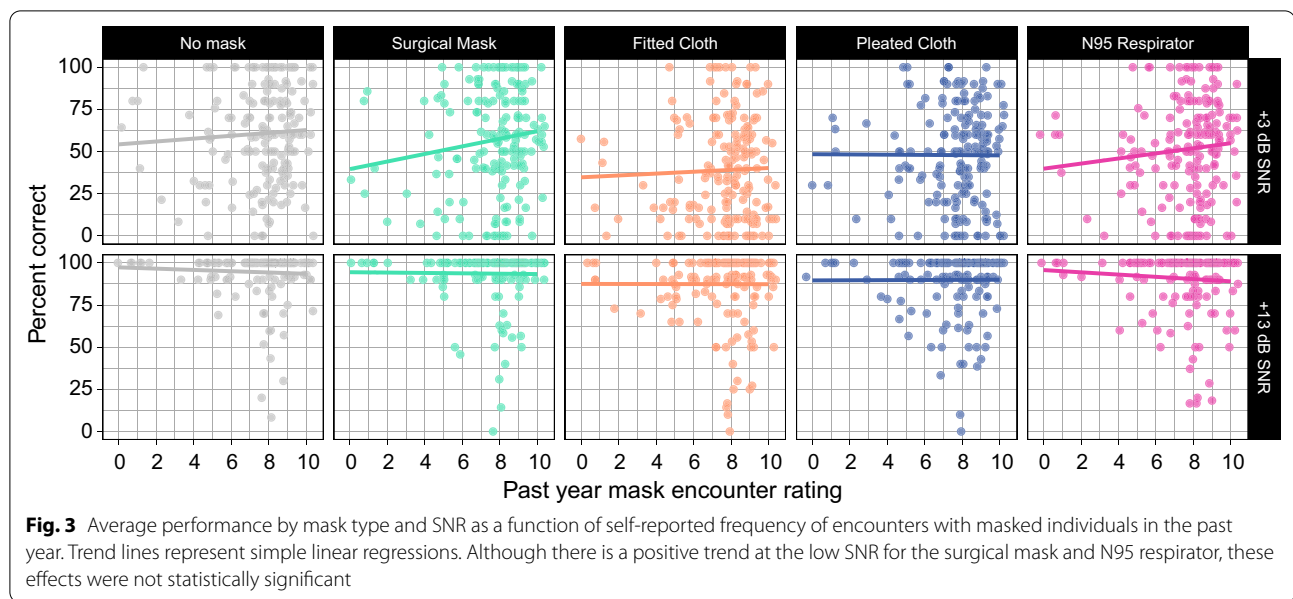 No mask Surgical Mask Fitted Cloth Pleated Cloth N95 Respirator
100
75
50
25
0
+3 dB SNR
Percent correct
100
75
50
25
0
+13 dB SNR
0 2 4 6 8 10 0 2 4 6 8 10 0 2 4 6 8 10 0 2 4 6 8 10 0 2 4 6 8 10
Past year mask encounter rating
Fig. 3 Average performance by mask type and SNR as a function of self-reported frequency of encounters with masked individuals in the past
year. Trend lines represent simple linear regressions. Although there is a positive trend at the low SNR for the surgical mask and N95 respirator, these
effects were not statistically significant